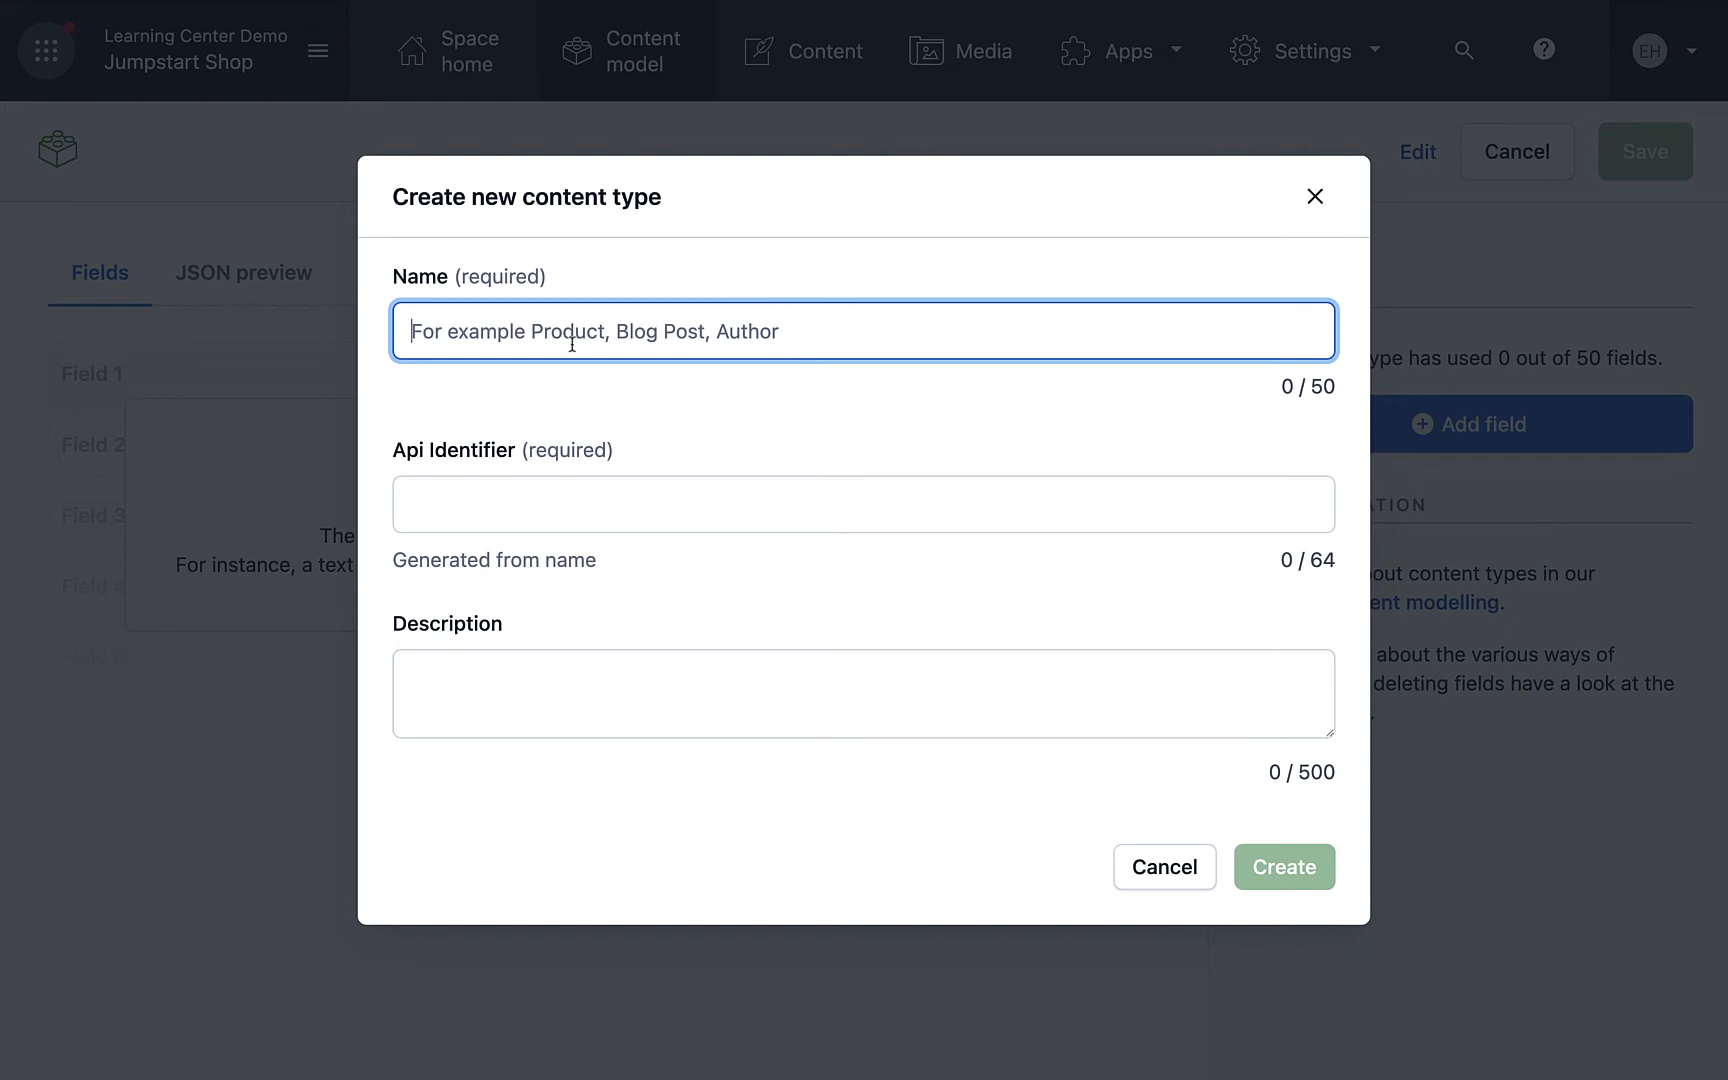 Learning Center Demo
Jumpstart Shop
Space
home
Content
model
Content
Media
Apps
Settings
EH
Edit
Cancel
Save
Create new content type
Fields
JSON preview
Name (required)
For example Product, Blog Post, Author
0 / 50
ype has used 0 out of 50 fields.
Field 1
Add field
Field 2
Api Identifier (required)
Field 3
TION
The
For instance, a text
Generated from name
0 / 64
out content types in our
Field 4
ent modelling.
Description
about the various ways of
deleting fields have a look at the
.
0 / 500
Cancel
Create